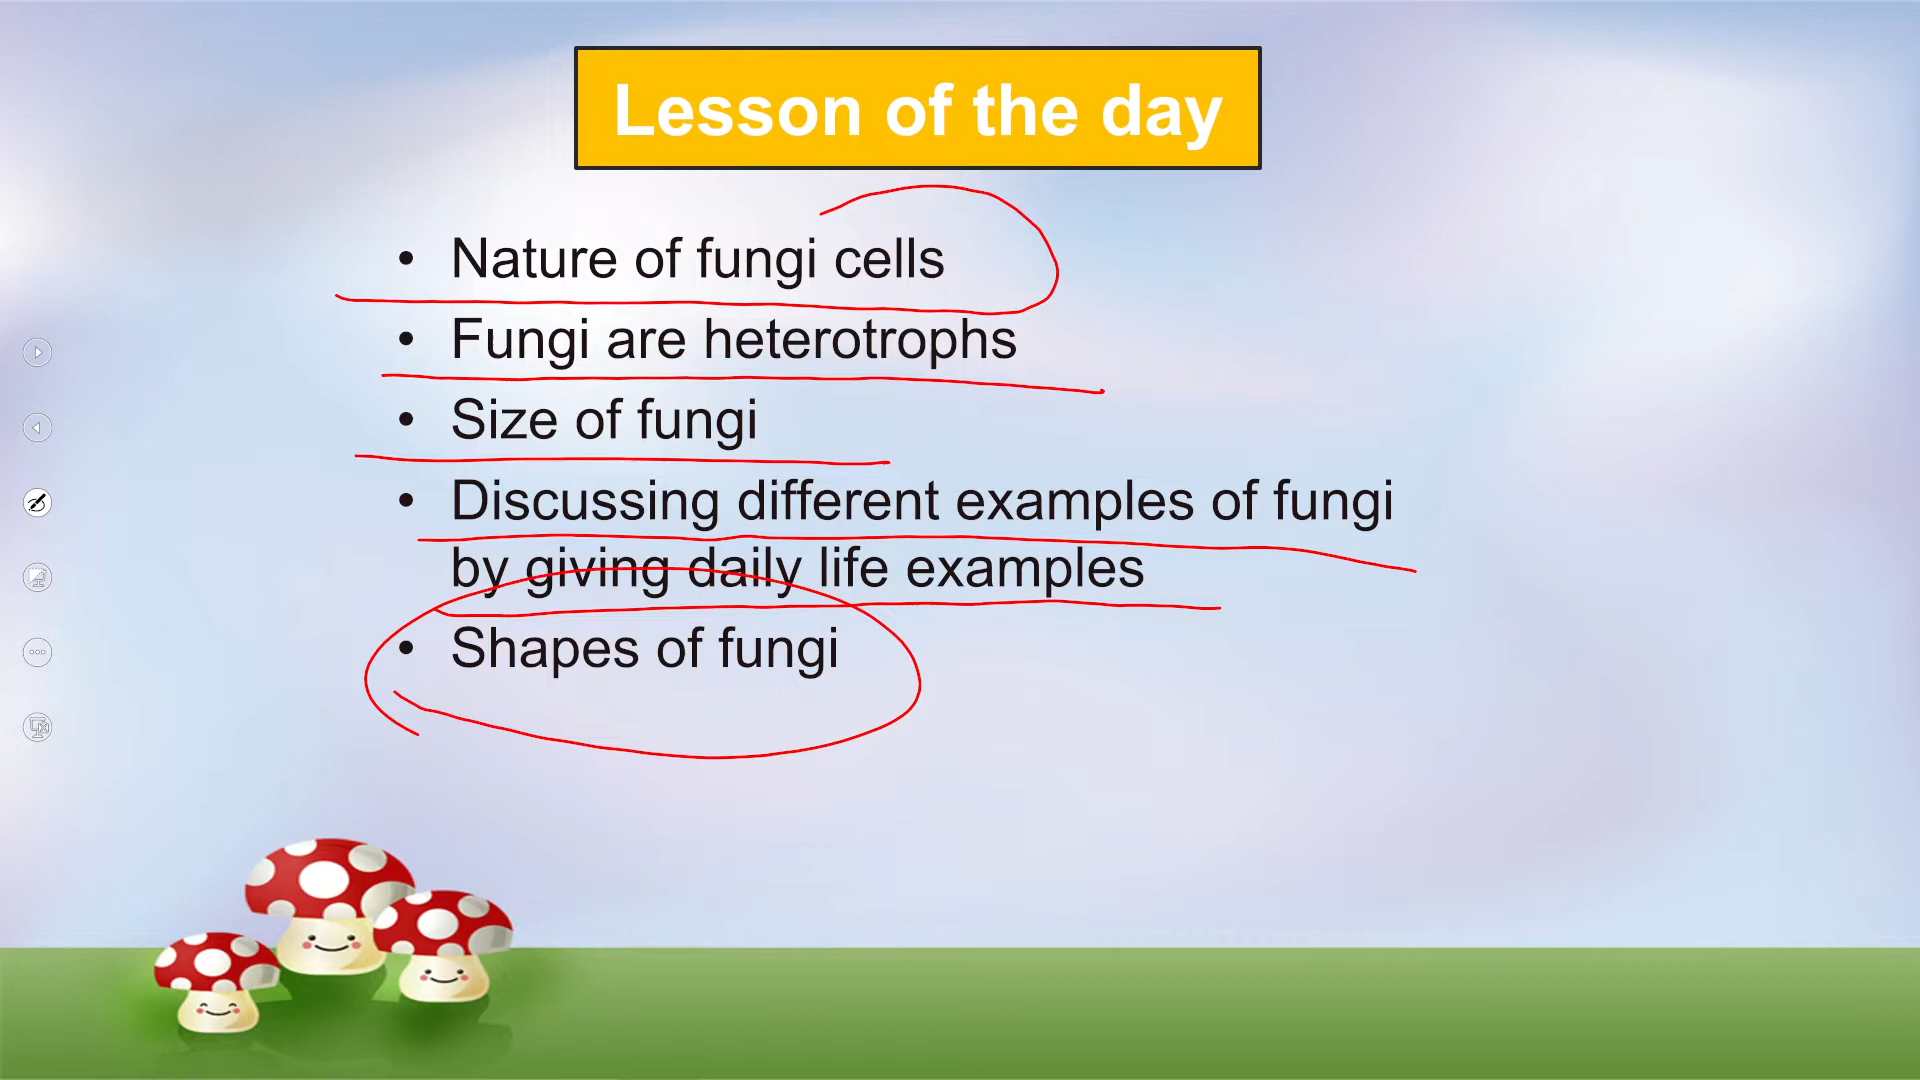 Lesson of the day
• Nature of fungi cells
• Fungi are heterotrophs
• Size of fungi
• Discussing different examples of fungi
by giving daily life examples
• Shapes of fungi